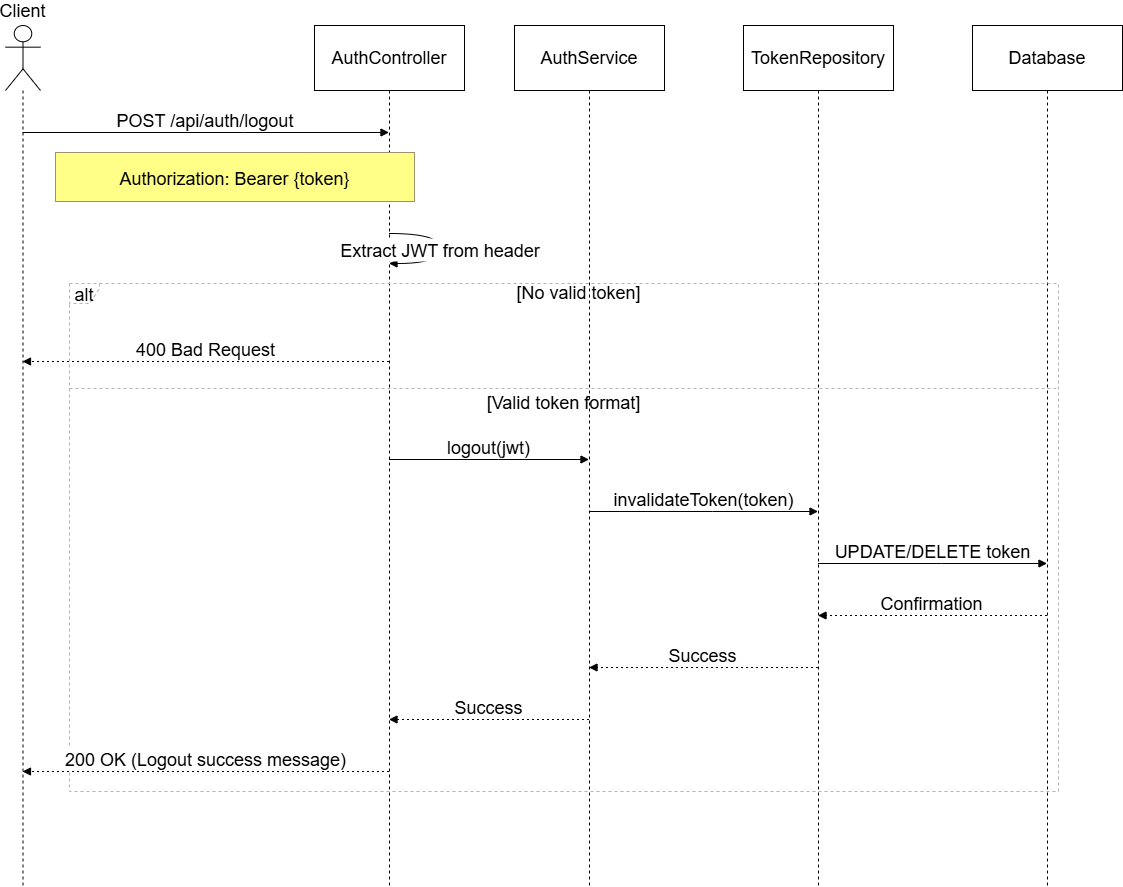 Client
AuthController
AuthService
TokenRepository
Database
POST /api/auth/logout
Authorization: Bearer {token}
Extract JWT from header
alt
[No valid token]
400 Bad Request
[Valid token format]
logout(jwt)
invalidateToken(token)
UPDATE/DELETE token
Confirmation
Success
Success
200 OK (Logout success message)